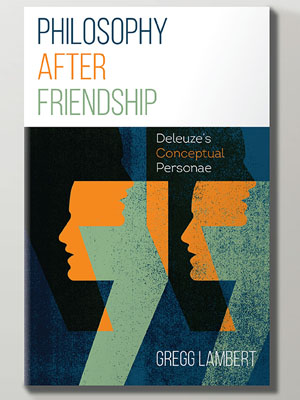 PHILOSOPHY
AFTER
FRIENDSHIP
Deleuze's
Conceptual
Personae
GREGG LAMBERT